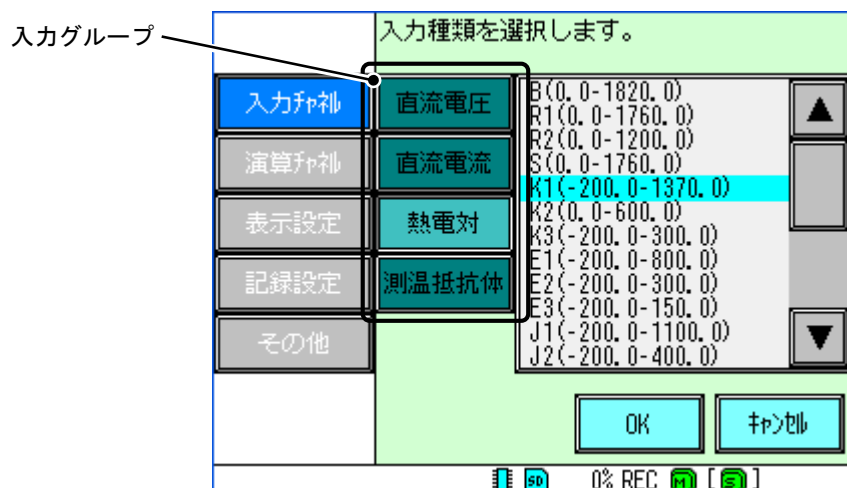 入力グループ
入力種類を選択します。
入力ﾁｬﾈﾙ
演算ﾁｬﾈﾙ
表示設定
記録設定
その他
直流電圧
直流電流
熱電対
測温抵抗体
B(0.0-1820.0)
R1(0.0-1760.0)
R2(0.0-1200.0)
S(0.0-1760.0)
K1(-200.0-1370.0)
K2(0.0-600.0)
K3(-200.0-300.0)
E1(-200.0-800.0)
E2(-200.0-300.0)
E3(-200.0-150.0)
J1(-200.0-1100.0)
J2(-200.0-400.0)
▲
▼
OK
ｷｬﾝｾﾙ
SD 0% REC M [S]